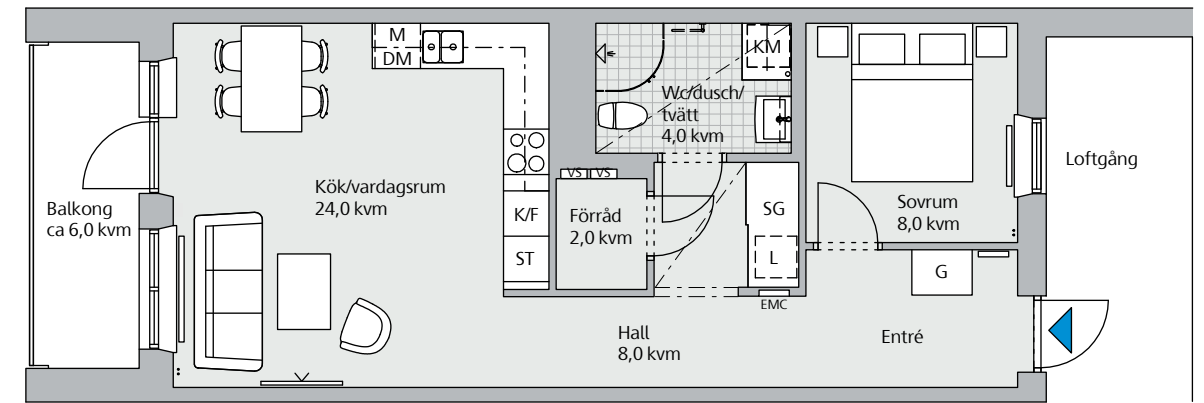 M
DM
KM
Wc/dusch/
tvätt
4,0 kvm
Loftgång
Balkong
ca 6,0 kvm
Kök/vardagsrum
24,0 kvm
K/F
ST
VS VS
Förråd
2,0 kvm
SG
L
EMC
Sovrum
8,0 kvm
G
Hall
8,0 kvm
Entré